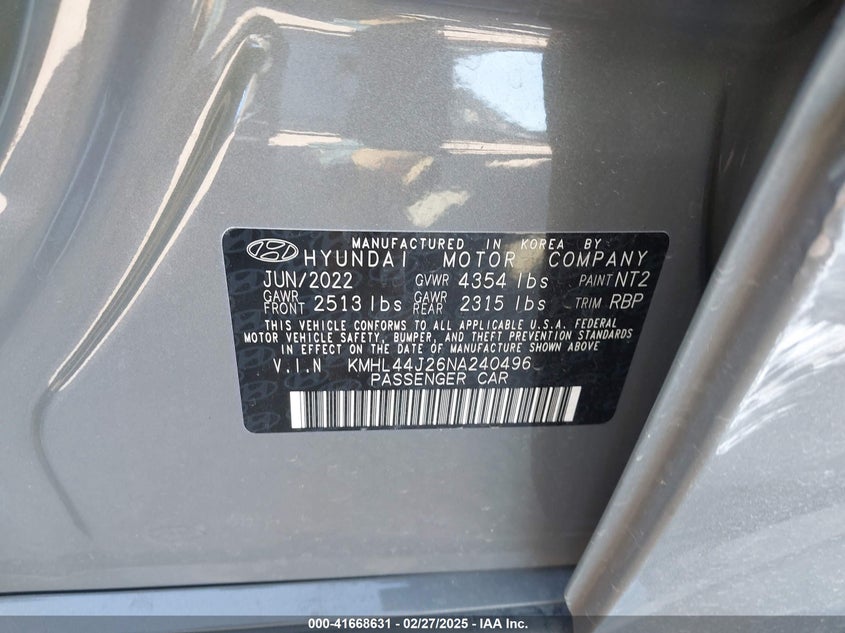 MANUFACTURED IN KOREA BY
HYUNDAI MOTOR COMPANY
JUN/2022 GVWR 4354 lbs PAINT NT2
GAWR FRONT 2513 lbs GAWR REAR 2315 lbs TRIM RBP
THIS VEHICLE CONFORMS TO ALL APPLICABLE U.S.A. FEDERAL
MOTOR VEHICLE SAFETY, BUMPER, AND THEFT PREVENTION STANDARDS
IN EFFECT ON THE DATE OF MANUFACTURE SHOWN ABOVE
V.I.N KMHL44J26NA240496
PASSENGER CAR
000-41668631 - 02/27/2025 - IAA Inc.